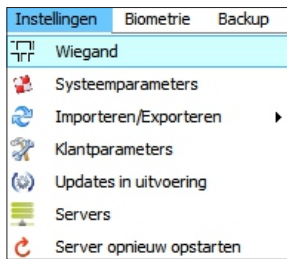 Instellingen Biometrie Backup
Wiegand
Systeemparameters
Importeren/Exporteren
Klantparameters
Updates in uitvoering
Servers
Server opnieuw opstarten